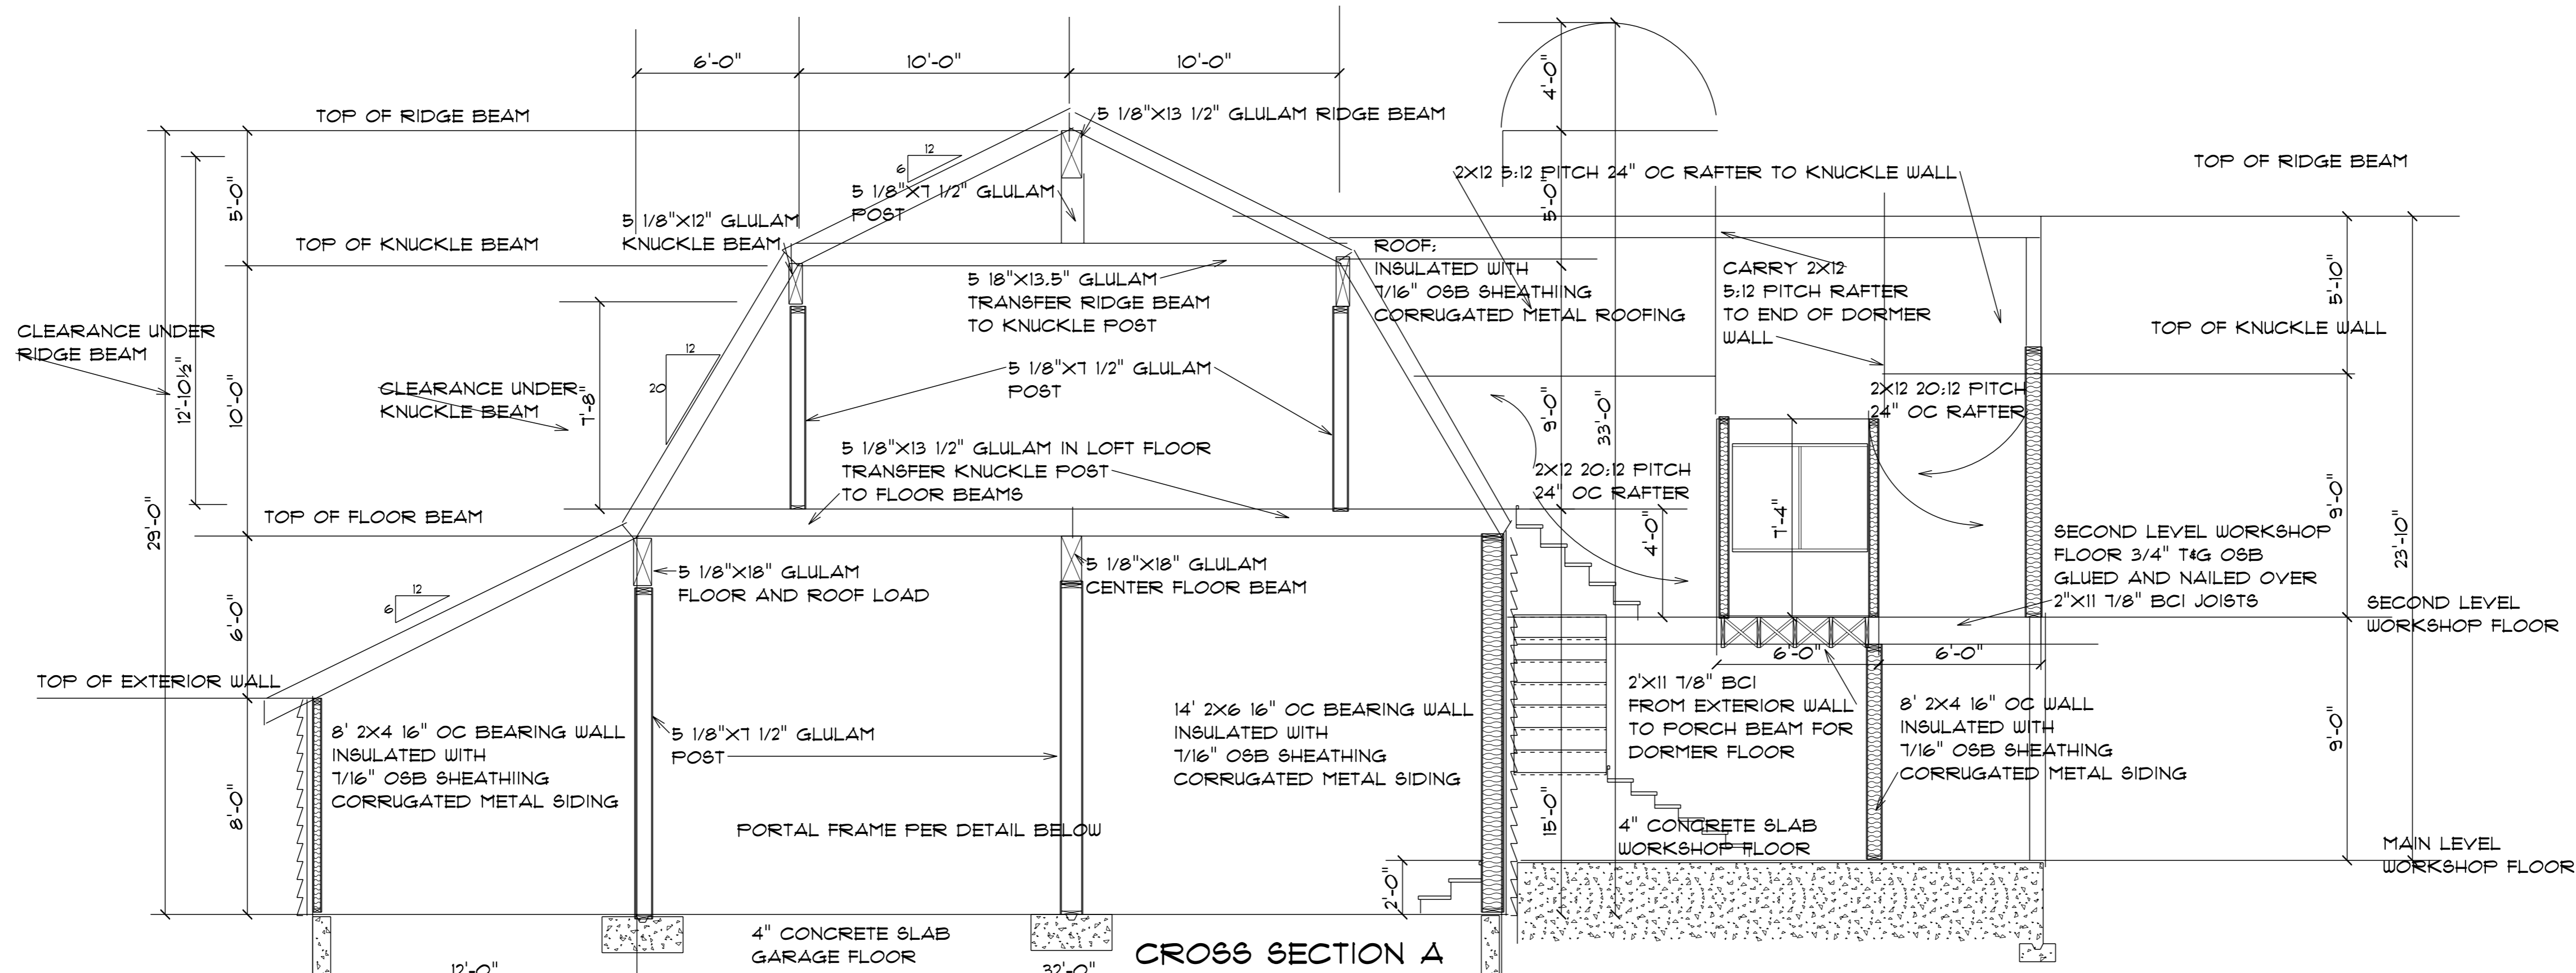 6'-0"
10'-0"
10'-0"
4'-0"
TOP OF RIDGE BEAM
5 1/8"X13 1/2" GLULAM RIDGE BEAM
12
6
2X12 5:12 PITCH 24" OC RAFTER TO KNUCKLE WALL
TOP OF RIDGE BEAM
5'-0"
5 1/8"X7 1/2" GLULAM
POST
5'-0"
5 1/8"X12" GLULAM
KNUCKLE BEAM
TOP OF KNUCKLE BEAM
ROOF:
INSULATED WITH
7/16" OSB SHEATHIING
CORRUGATED METAL ROOFING
CARRY 2X12
5:12 PITCH RAFTER
TO END OF DORMER
WALL
5'-10"
5 18"X13.5" GLULAM
TRANSFER RIDGE BEAM
TO KNUCKLE POST
CLEARANCE UNDER
RIDGE BEAM
TOP OF KNUCKLE WALL
12
20
12'-10½"
10'-0"
CLEARANCE UNDER
KNUCKLE BEAM
7'-8"
5 1/8"X7 1/2" GLULAM
POST
9'-0"
33'-0"
2X12 20:12 PITCH
24" OC RAFTER
5 1/8"X13 1/2" GLULAM IN LOFT FLOOR
TRANSFER KNUCKLE POST
TO FLOOR BEAMS
2X12 20:12 PITCH
24" OC RAFTER
29'-0"
TOP OF FLOOR BEAM
4'-0"
7'-4"
9'-0"
23'-10"
SECOND LEVEL WORKSHOP
FLOOR 3/4" T&G OSB
GLUED AND NAILED OVER
2"X11 7/8" BCI JOISTS
5 1/8"X18" GLULAM
FLOOR AND ROOF LOAD
5 1/8"X18" GLULAM
CENTER FLOOR BEAM
12
6
6'-0"
SECOND LEVEL
WORKSHOP FLOOR
6'-0"
6'-0"
TOP OF EXTERIOR WALL
2'X11 7/8" BCI
FROM EXTERIOR WALL
TO PORCH BEAM FOR
DORMER FLOOR
8' 2X4 16" OC WALL
INSULATED WITH
7/16" OSB SHEATHING
CORRUGATED METAL SIDING
14' 2X6 16" OC BEARING WALL
INSULATED WITH
7/16" OSB SHEATHING
CORRUGATED METAL SIDING
8' 2X4 16" OC BEARING WALL
INSULATED WITH
7/16" OSB SHEATHIING
CORRUGATED METAL SIDING
5 1/8"X7 1/2" GLULAM
POST
9'-0"
8'-0"
15'-0"
PORTAL FRAME PER DETAIL BELOW
4" CONCRETE SLAB
WORKSHOP FLOOR
MAIN LEVEL
WORKSHOP FLOOR
2'-0"
4" CONCRETE SLAB
GARAGE FLOOR
CROSS SECTION A
12'-0"
32'-0"